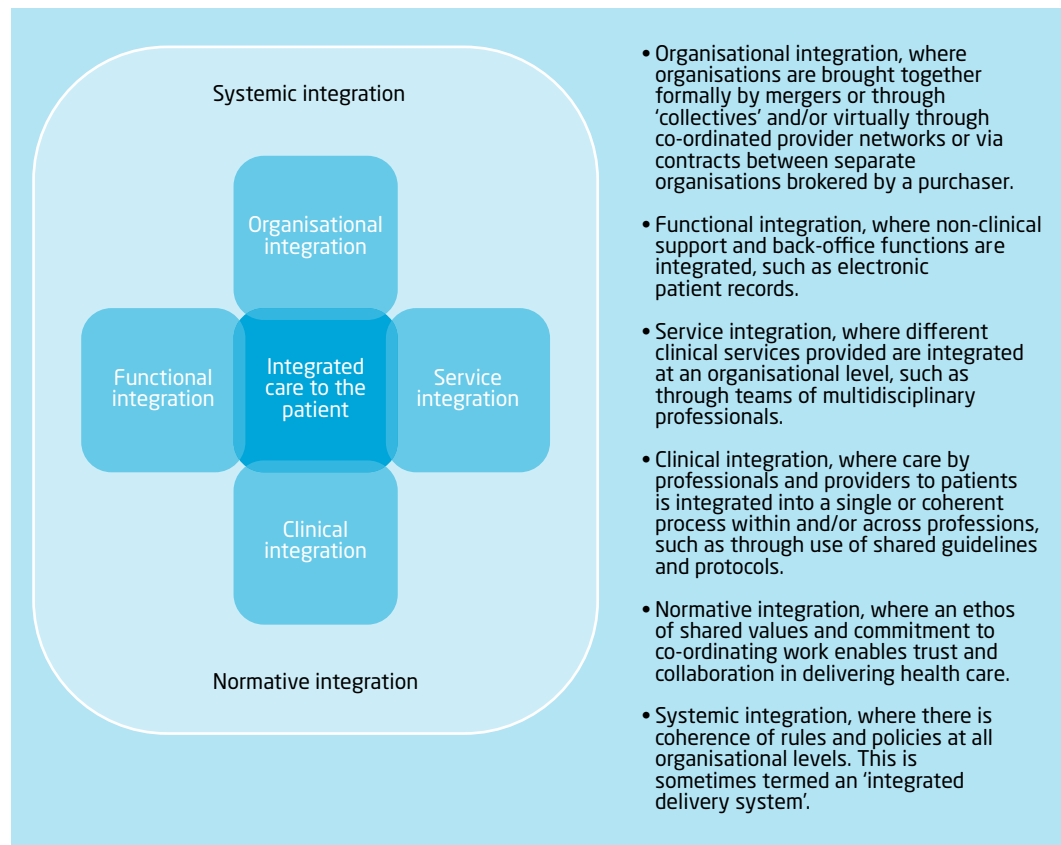 Systemic integration
Organisational
integration
Functional
integration
Integrated
care to the
patient
Service
integration
Clinical
integration
Normative integration
• Organisational integration, where
organisations are brought together
formally by mergers or through
‘collectives’ and/or virtually through
co-ordinated provider networks or via
contracts between separate
organisations brokered by a purchaser.
• Functional integration, where non-clinical
support and back-office functions are
integrated, such as electronic
patient records.
• Service integration, where different
clinical services provided are integrated
at an organisational level, such as
through teams of multidisciplinary
professionals.
• Clinical integration, where care by
professionals and providers to patients
is integrated into a single or coherent
process within and/or across professions,
such as through use of shared guidelines
and protocols.
• Normative integration, where an ethos
of shared values and commitment to
co-ordinating work enables trust and
collaboration in delivering health care.
• Systemic integration, where there is
coherence of rules and policies at all
organisational levels. This is
sometimes termed an ‘integrated
delivery system’.